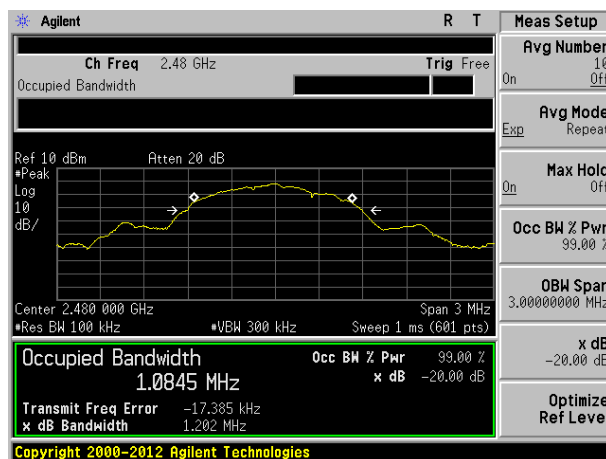 Agilent R T Meas Setup
Ch Freq 2.48 GHz Trig Free
Occupied Bandwidth
Avg Number
10
On Off
Avg Mode
Exp Repeat
Max Hold
On Off
Occ BW % Pwr
99.00 %
OBW Span
3.00000000 MHz
x dB
-20.00 dB
Optimize
Ref Level
Ref 10 dBm Atten 20 dB
#Peak
Log
10
dB/
Center 2.480 000 GHz Span 3 MHz
#Res BW 100 kHz #VBW 300 kHz Sweep 1 ms (601 pts)
Occupied Bandwidth Occ BW % Pwr 99.00 %
1.0845 MHz x dB -20.00 dB
Transmit Freq Error -17.385 kHz
x dB Bandwidth 1.202 MHz
Copyright 2000-2012 Agilent Technologies